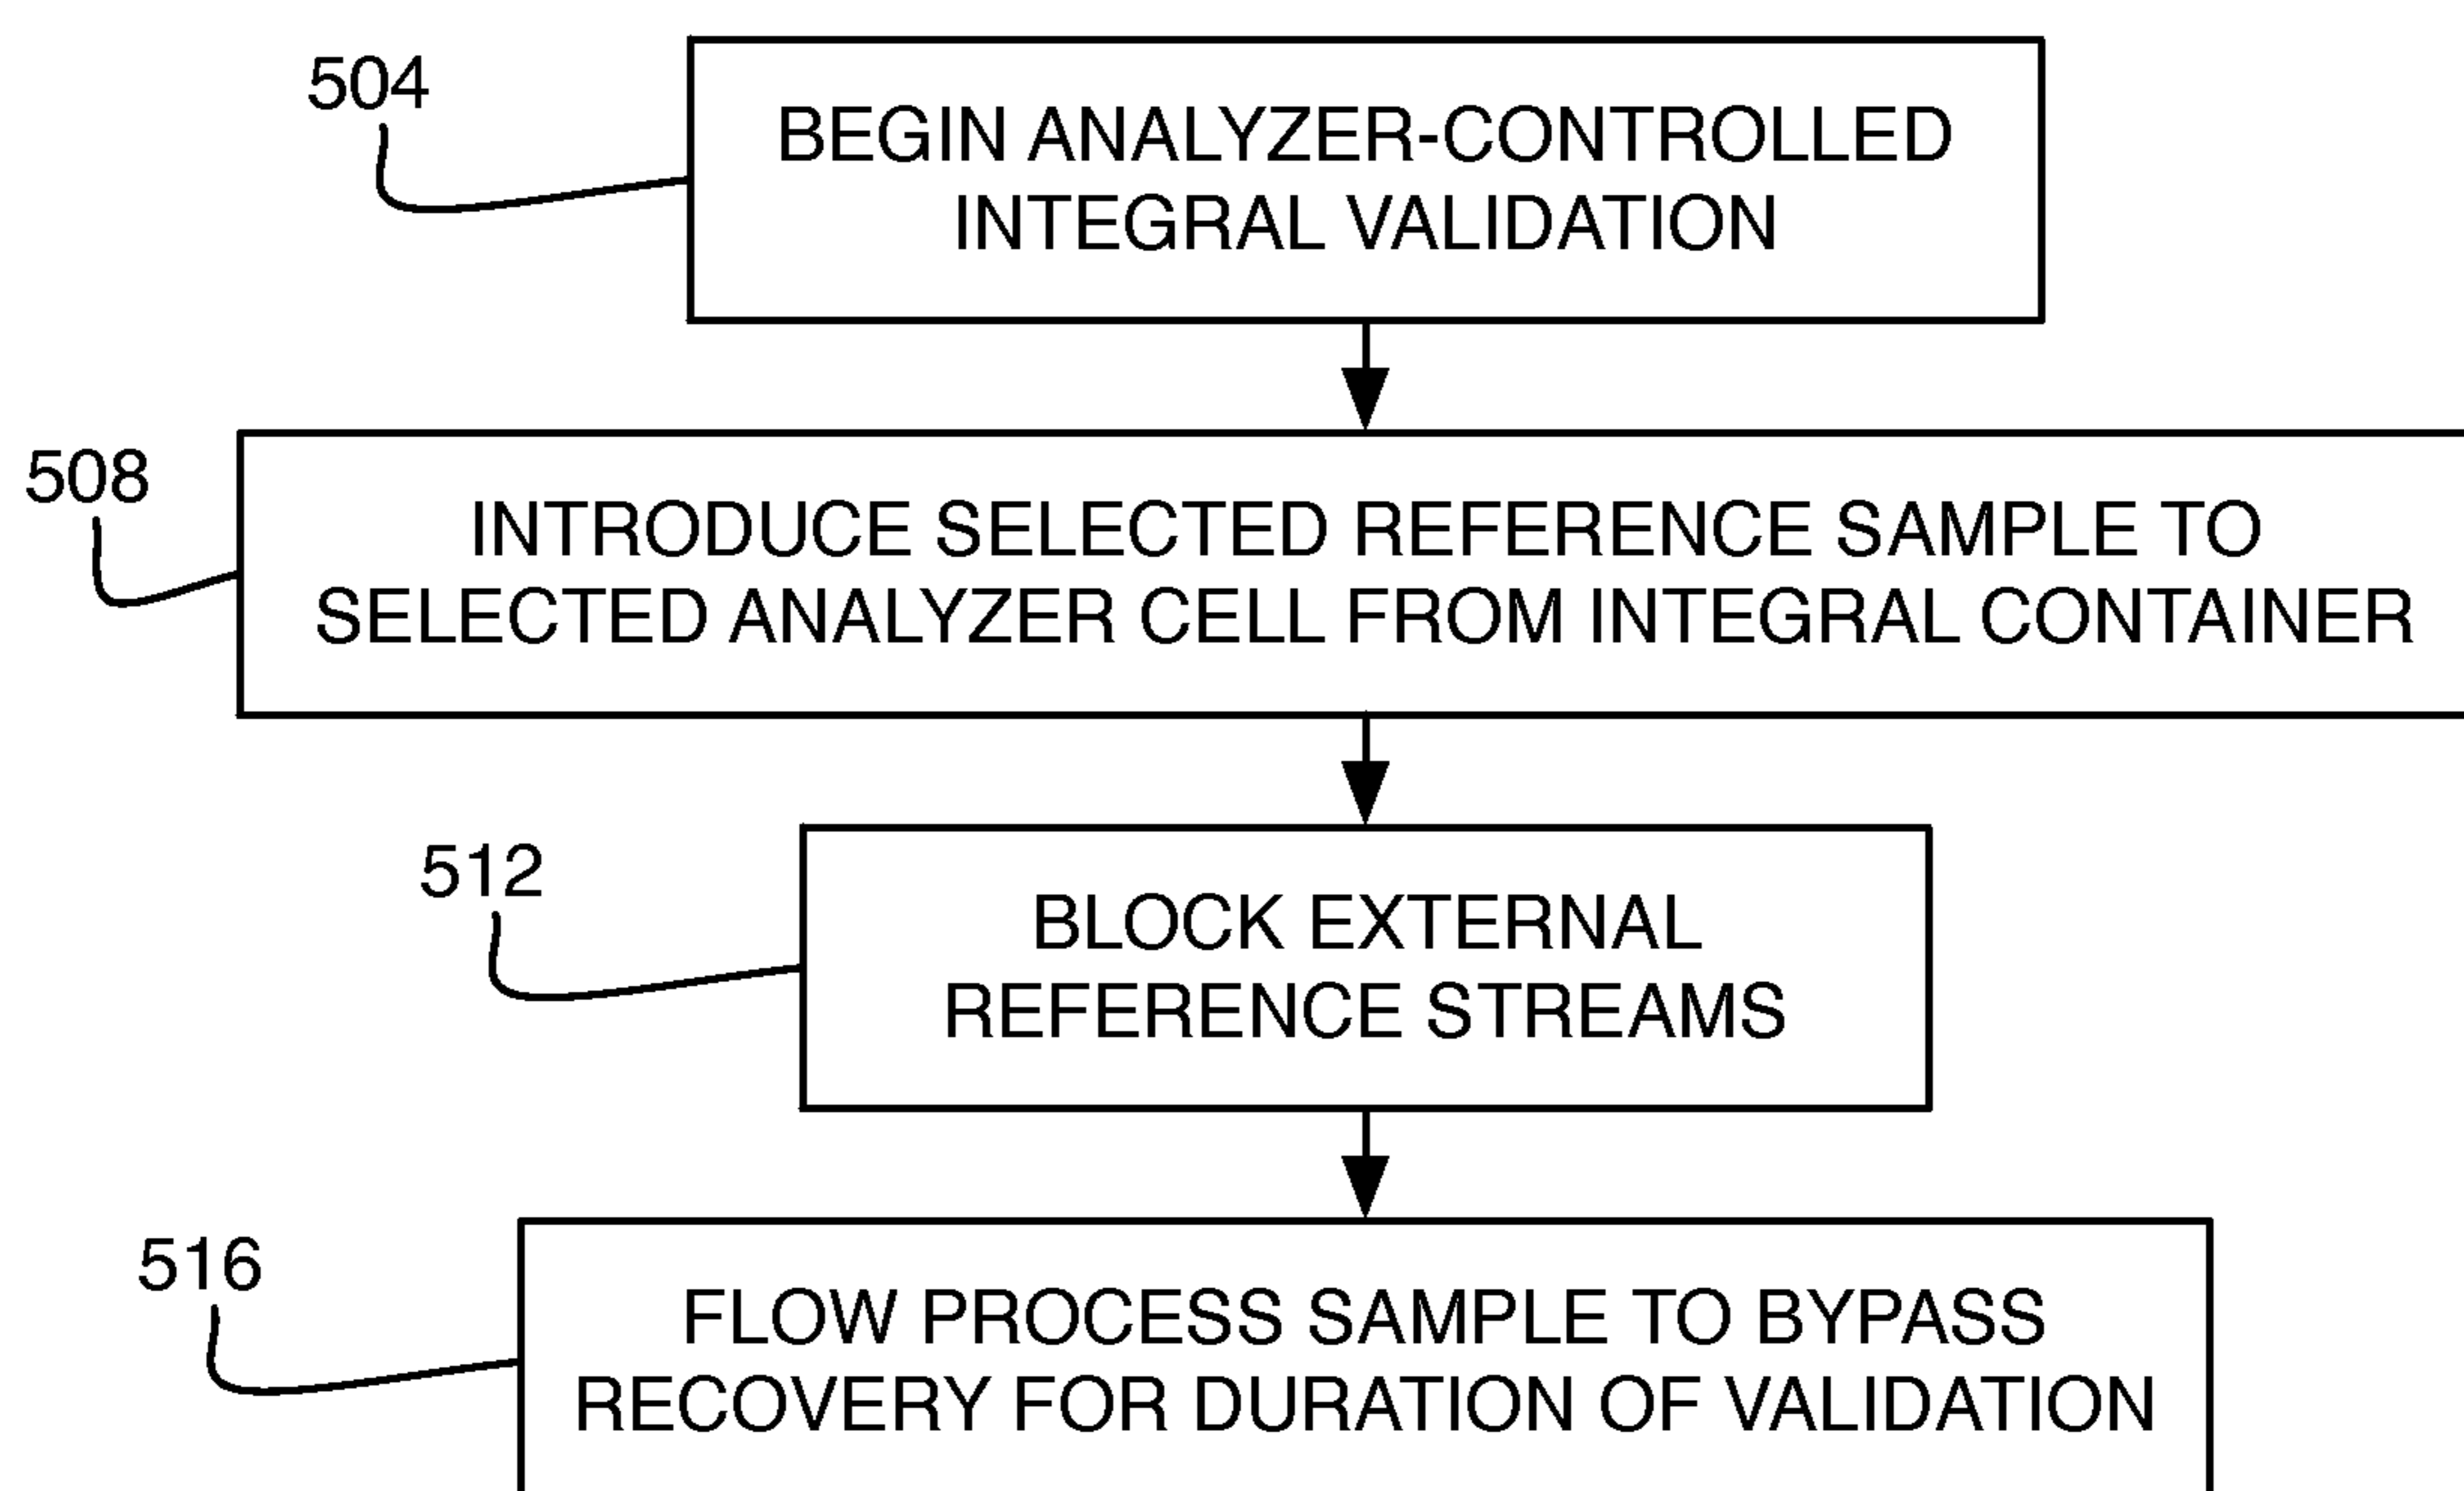 504
BEGIN ANALYZER-CONTROLLED
INTEGRAL VALIDATION
508
INTRODUCE SELECTED REFERENCE SAMPLE TO
SELECTED ANALYZER CELL FROM INTEGRAL CONTAINER
512
BLOCK EXTERNAL
REFERENCE STREAMS
516
FLOW PROCESS SAMPLE TO BYPASS
RECOVERY FOR DURATION OF VALIDATION